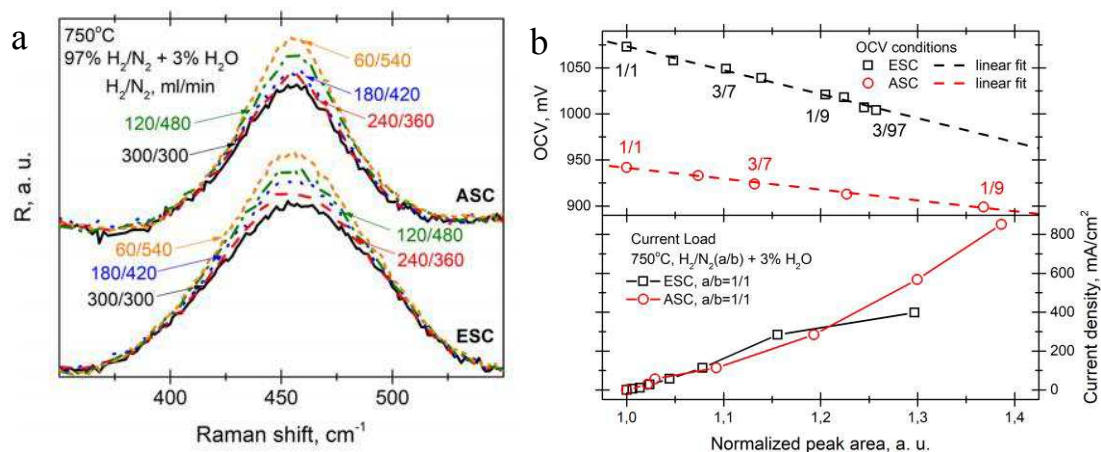 a
750°C
97% H₂/N₂ + 3% H₂O
H₂/N₂, ml/min
60/540
180/420
120/480
240/360
300/300
ASC
120/480
60/540
240/360
180/420
300/300
ESC
R, a. u.
400
450
500
Raman shift, cm⁻¹
b
OCV conditions
ESC linear fit
ASC linear fit
1/1
3/7
1/9
3/97
1/1
3/7
1/9
1050
1000
950
900
OCV, mV
Current Load
750°C, H₂/N₂(a/b) + 3% H₂O
ESC, a/b=1/1
ASC, a/b=1/1
800
600
400
200
0
Current density, mA/cm²
1,0
1,1
1,2
1,3
1,4
Normalized peak area, a. u.